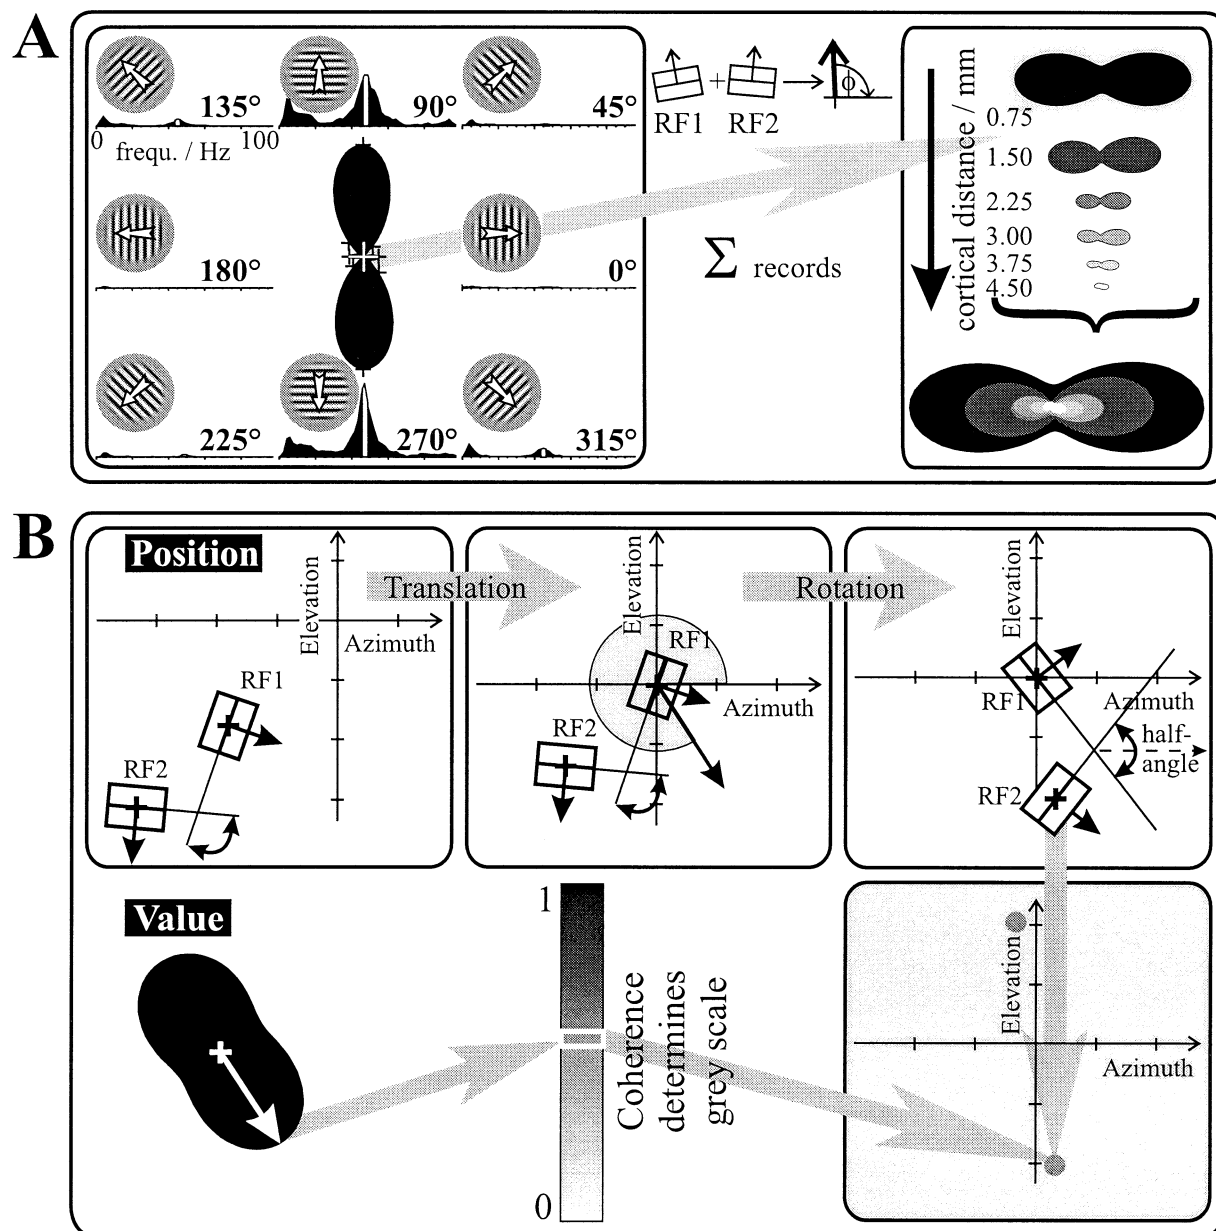 A
135°
90°
45°
0
100
frequ. / Hz
180°
0°
225°
270°
315°
RF1 + RF2 ϕ
Σ records
cortical distance / mm
0.75
1.50
2.25
3.00
3.75
4.50
B
Position
Elevation
Azimuth
RF1
RF2
Translation
Elevation
RF1
Azimuth
RF2
Rotation
Elevation
RF1
Azimuth
half-
angle
RF2
Value
1
0
Coherence
determines
grey scale
Elevation
Azimuth